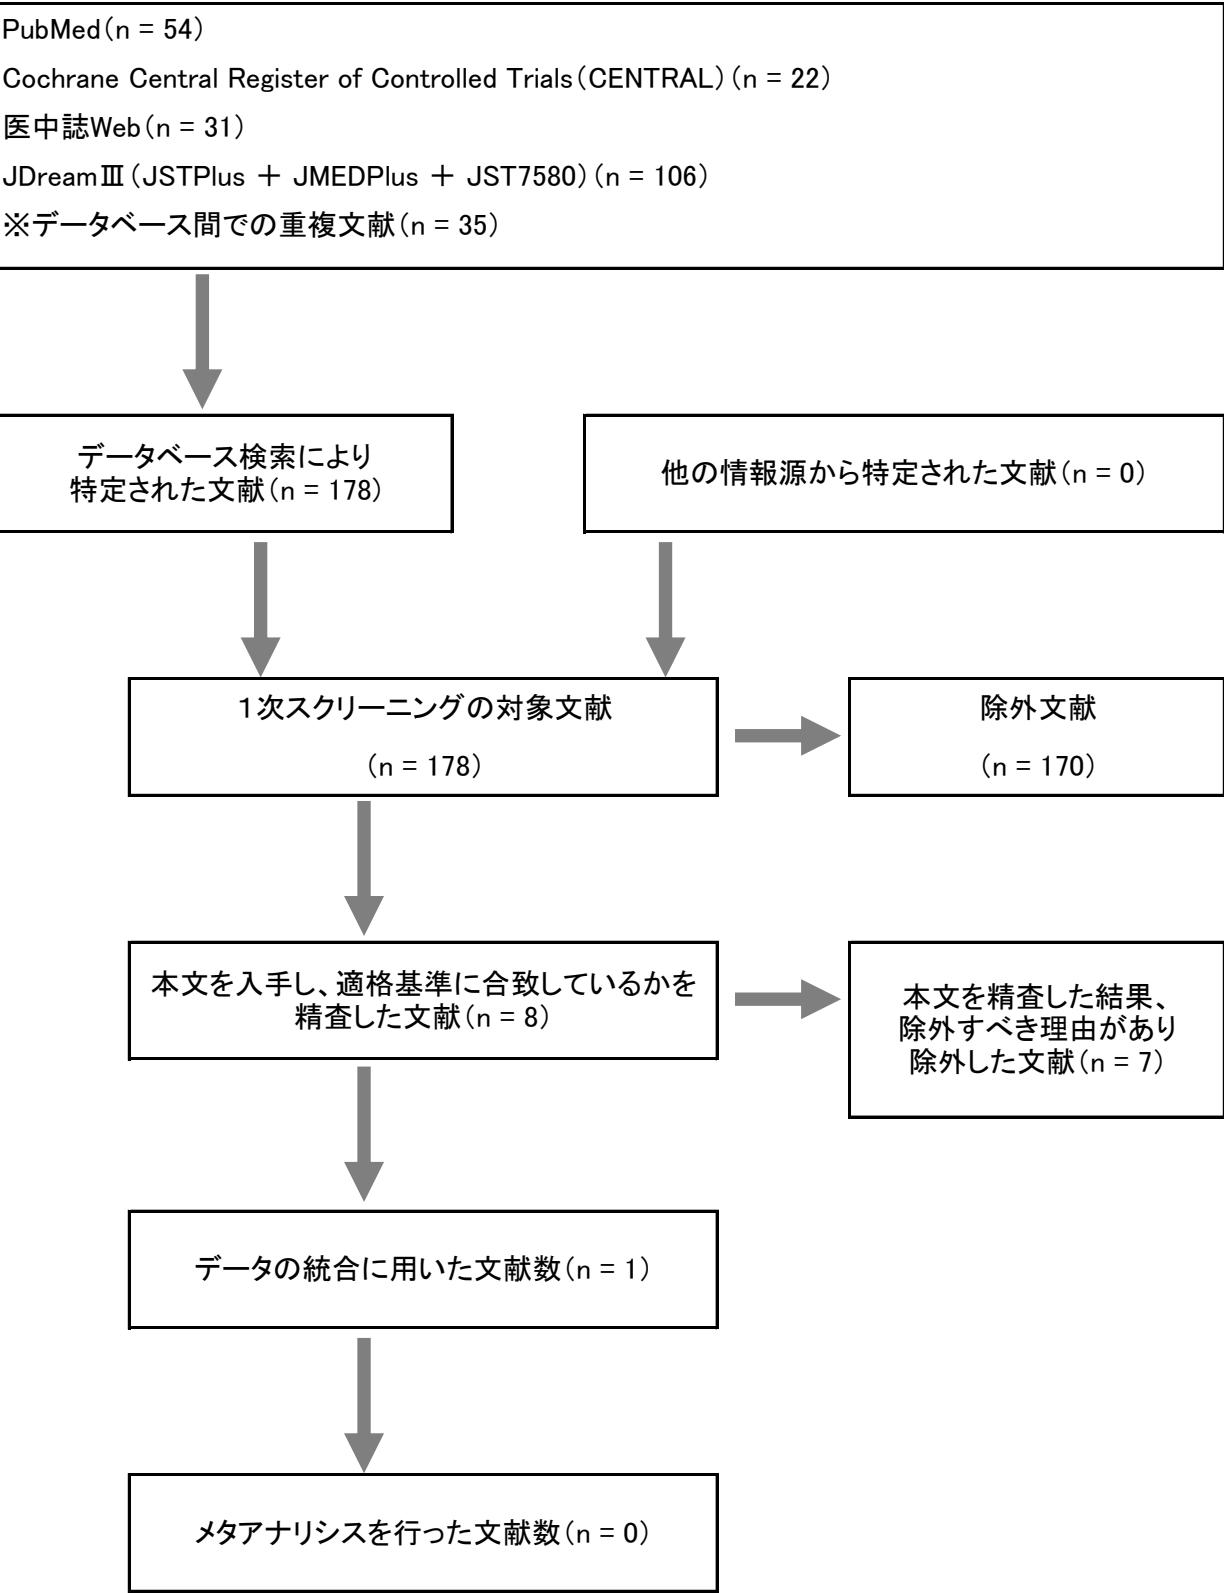 PubMed（n = 54）
Cochrane Central Register of Controlled Trials（CENTRAL）（n = 22）
医中誌Web（n = 31）
JDreamⅢ（JSTPlus ＋ JMEDPlus ＋ JST7580）（n = 106）
※データベース間での重複文献（n = 35）
データベース検索により
特定された文献（n = 178）
他の情報源から特定された文献（n = 0）
1次スクリーニングの対象文献
（n = 178）
除外文献
（n = 170）
本文を入手し、適格基準に合致しているかを
精査した文献（n = 8）
本文を精査した結果、
除外すべき理由があり
除外した文献（n = 7）
データの統合に用いた文献数（n = 1）
メタアナリシスを行った文献数（n = 0）